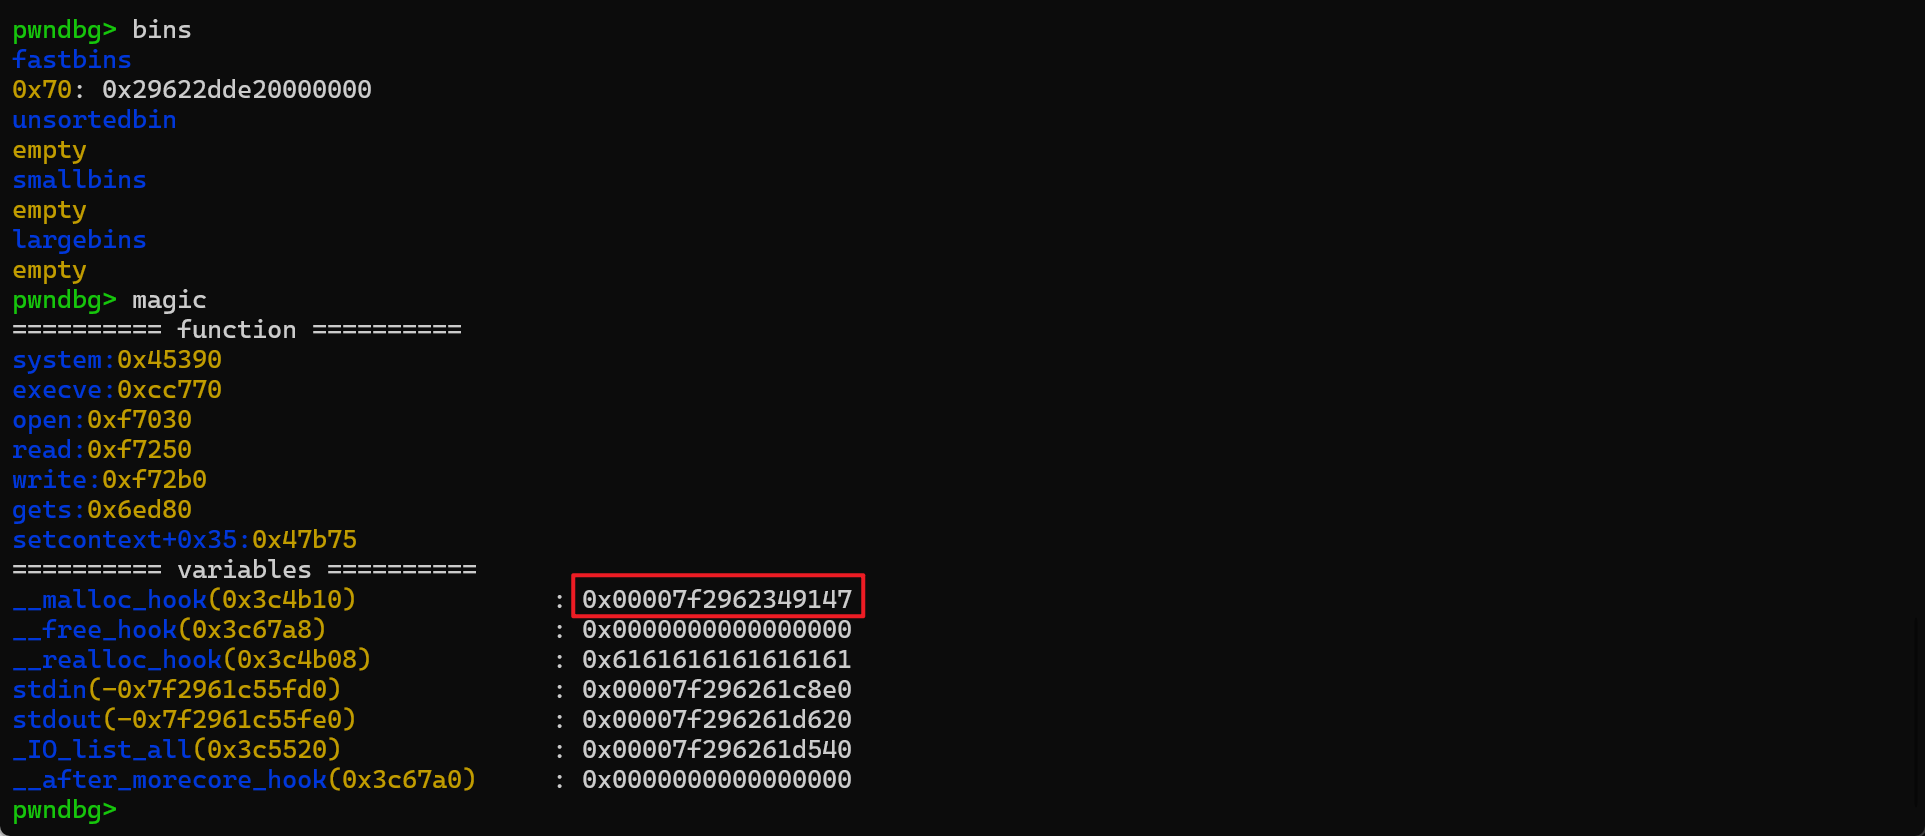 pwndbg> bins
fastbins
0x70: 0x29622dde20000000
unsortedbin
empty
smallbins
empty
largebins
empty
pwndbg> magic
========== function ==========
system:0x45390
execve:0xcc770
open:0xf7030
read:0xf7250
write:0xf72b0
gets:0x6ed80
setcontext+0x35:0x47b75
========== variables ==========
__malloc_hook(0x3c4b10) : 0x00007f2962349147
__free_hook(0x3c67a8) : 0x0000000000000000
__realloc_hook(0x3c4b08) : 0x6161616161616161
stdin(-0x7f2961c55fd0) : 0x00007f296261c8e0
stdout(-0x7f2961c55fe0) : 0x00007f296261d620
_IO_list_all(0x3c5520) : 0x00007f296261d540
__after_morecore_hook(0x3c67a0) : 0x0000000000000000
pwndbg>